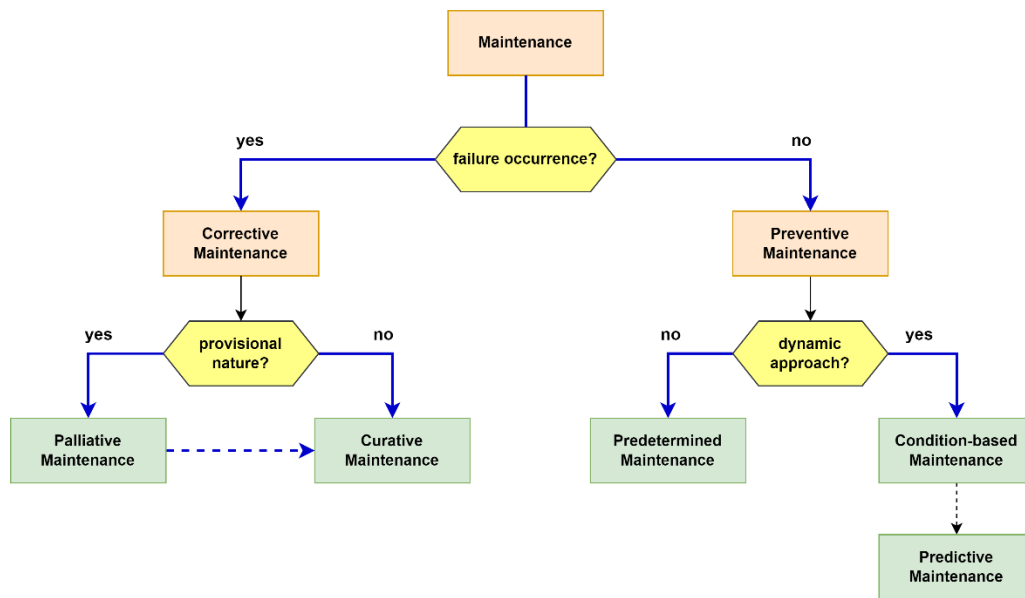 Maintenance
yes
failure occurrence?
no
Corrective
Maintenance
Preventive
Maintenance
yes
provisional
nature?
no
no
dynamic
approach?
yes
Palliative
Maintenance
Curative
Maintenance
Predetermined
Maintenance
Condition-based
Maintenance
Predictive
Maintenance